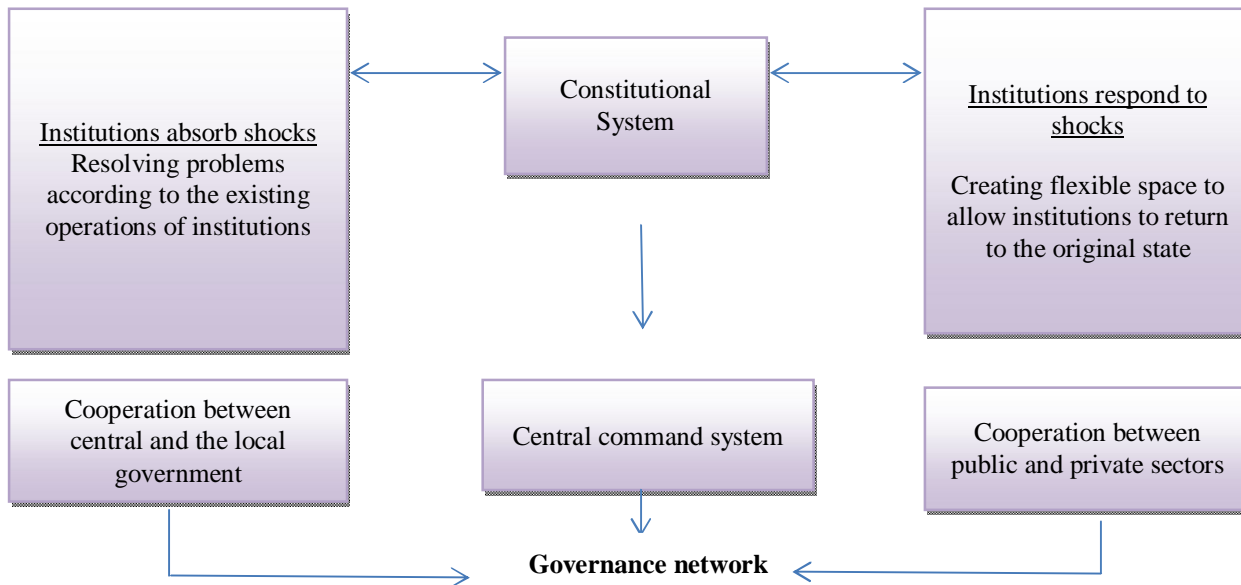 Institutions absorb shocks
Resolving problems
according to the existing
operations of institutions
Constitutional
System
Institutions respond to
shocks
Creating flexible space to
allow institutions to return
to the original state
Cooperation between
central and the local
government
Central command system
Cooperation between
public and private sectors
Governance network